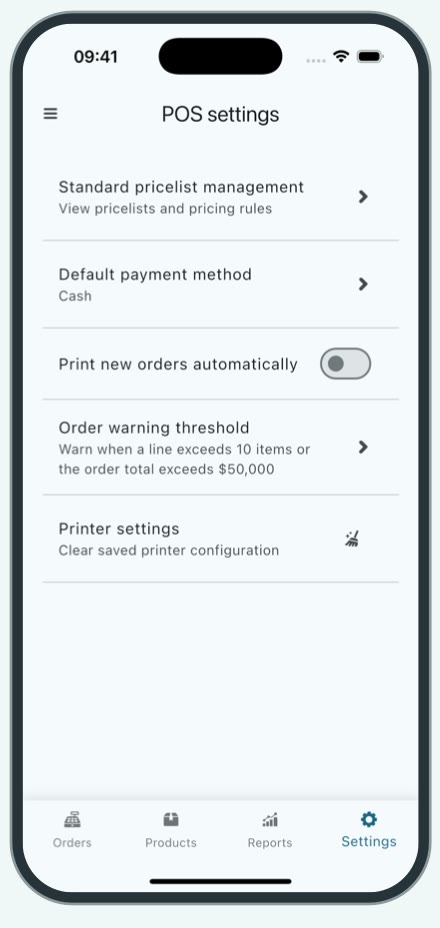 09:41
POS settings
Standard pricelist management
View pricelists and pricing rules
Default payment method
Cash
Print new orders automatically
Order warning threshold
Warn when a line exceeds 10 items or
the order total exceeds $50,000
Printer settings
Clear saved printer configuration
Orders Products Reports Settings